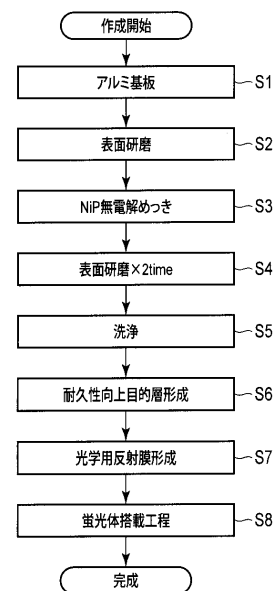 作成開始
アルミ基板 S1
表面研磨 S2
NiP無電解めっき S3
表面研磨×2time S4
洗浄 S5
耐久性向上目的層形成 S6
光学用反射膜形成 S7
蛍光体搭載工程 S8
完成